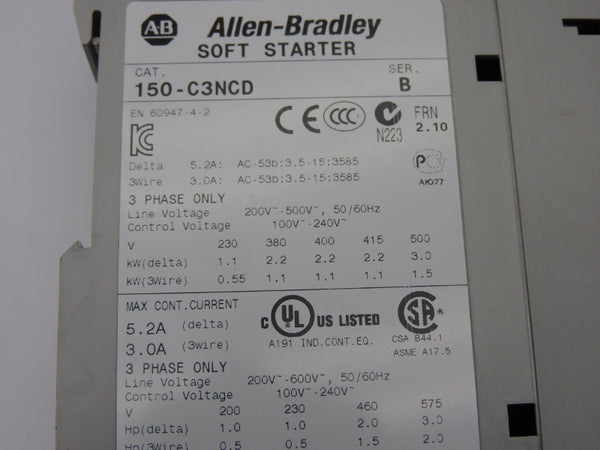 AB Allen-Bradley
SOFT STARTER
CAT. SER.
150-C3NCD B
EN 60947-4-2
CE CCC N223 FRN 2.10
Delta 5.2A: AC-53b:3.5-15:3585
3Wire 3.0A: AC-53b:3.5-15:3585
AЮ77
3 PHASE ONLY
Line Voltage 200V~-500V~, 50/60Hz
Control Voltage 100V~-240V~
V 230 380 400 415 500
kW(delta) 1.1 2.2 2.2 2.2 3.0
kW(3Wire) 0.55 1.1 1.1 1.1 1.5
MAX CONT.CURRENT
5.2A (delta)
3.0A (3wire)
C UL US LISTED
A191 IND.CONT.EQ.
SA
CSA B44.1
ASME A17.5
3 PHASE ONLY
Line Voltage 200V~-600V~, 50/60Hz
Control Voltage 100V~-240V~
V 200 230 460 575
Hp(delta) 1.0 1.0 2.0 3.0
Hp(3Wire) 0.5 0.5 1.5 2.0